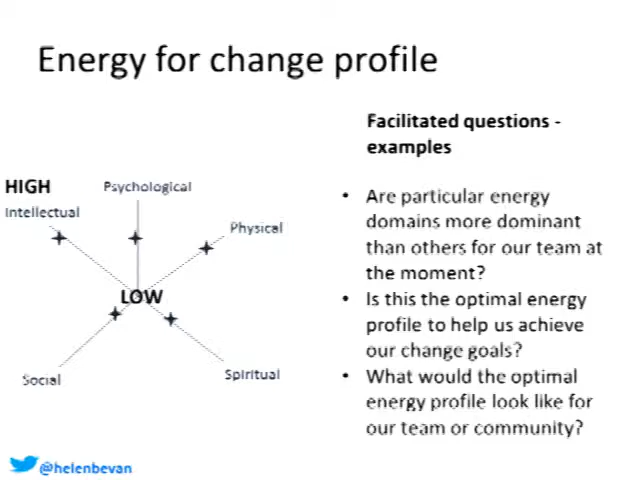 Energy for change profile
Facilitated questions -
examples
HIGH
Psychological
Intellectual
Physical
LOW
Social
Spiritual
• Are particular energy
domains more dominant
than others for our team at
the moment?
• Is this the optimal energy
profile to help us achieve
our change goals?
• What would the optimal
energy profile look like for
our team or community?
@helenbevan